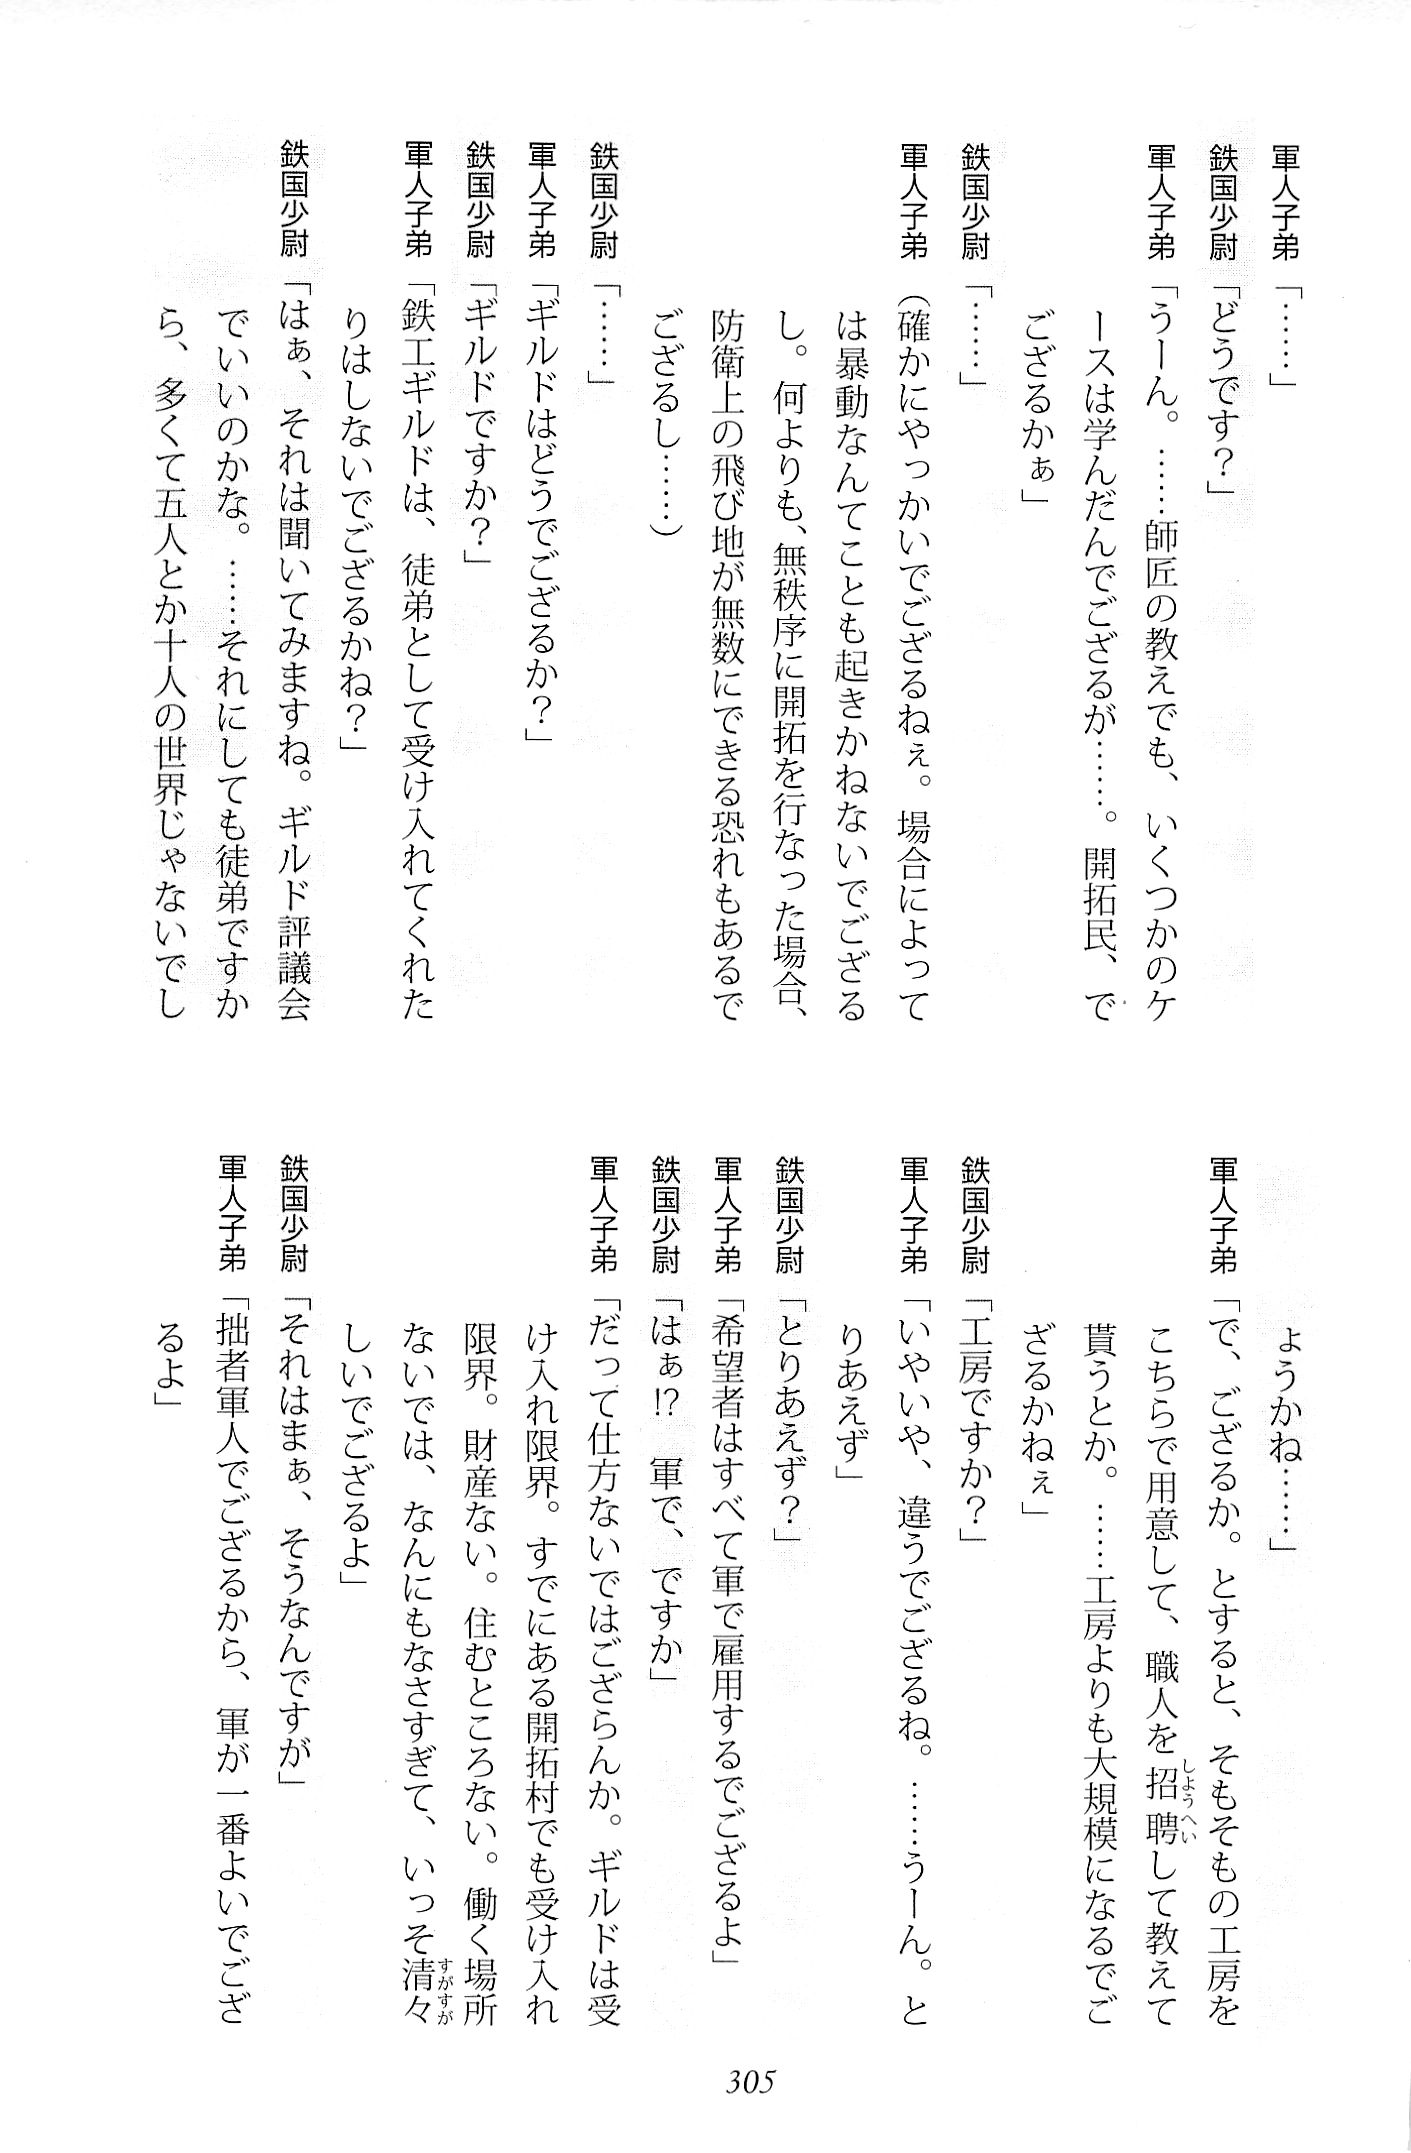 軍人子弟「……」
鉄国少尉「どうです？」
軍人子弟「うーん。……師匠の教えでも、いくつかのケ
ースは学んだんでござるが……。開拓民、で
ござるかぁ」
鉄国少尉「……」
軍人子弟（確かにやっかいでござるねぇ。場合によって
は暴動なんてことも起きかねないでござる
し。何よりも、無秩序に開拓を行なった場合、
防衛上の飛び地が無数にできる恐れもあるで
ござるし……）
鉄国少尉「……」
軍人子弟「ギルドはどうでござるか？」
鉄国少尉「ギルドですか？」
軍人子弟「鉄工ギルドは、徒弟として受け入れてくれた
りはしないでござるかね？」
鉄国少尉「はぁ、それは聞いてみますね。ギルド評議会
でいいのかな。……それにしても徒弟ですか
ら、多くて五人とか十人の世界じゃないでし
ょうかね……」
軍人子弟「で、ござるか。とすると、そもそもの工房を
こちらで用意して、職人を招聘して教えて
しょうへい
貰うとか。……工房よりも大規模になるでご
ざるかねぇ」
鉄国少尉「工房ですか？」
軍人子弟「いやいや、違うでござるね。……うーん。と
りあえず」
鉄国少尉「とりあえず？」
軍人子弟「希望者はすべて軍で雇用するでござるよ」
鉄国少尉「はぁ!?　軍で、ですか」
軍人子弟「だって仕方ないではござらんか。ギルドは受
け入れ限界。すでにある開拓村でも受け入れ
限界。財産ない。住むところない。働く場所
ないでは、なんにもなさすぎて、いっそ清々
すがすが
しいでござるよ」
鉄国少尉「それはまぁ、そうなんですが」
軍人子弟「拙者軍人でござるから、軍が一番よいでござ
るよ」
305